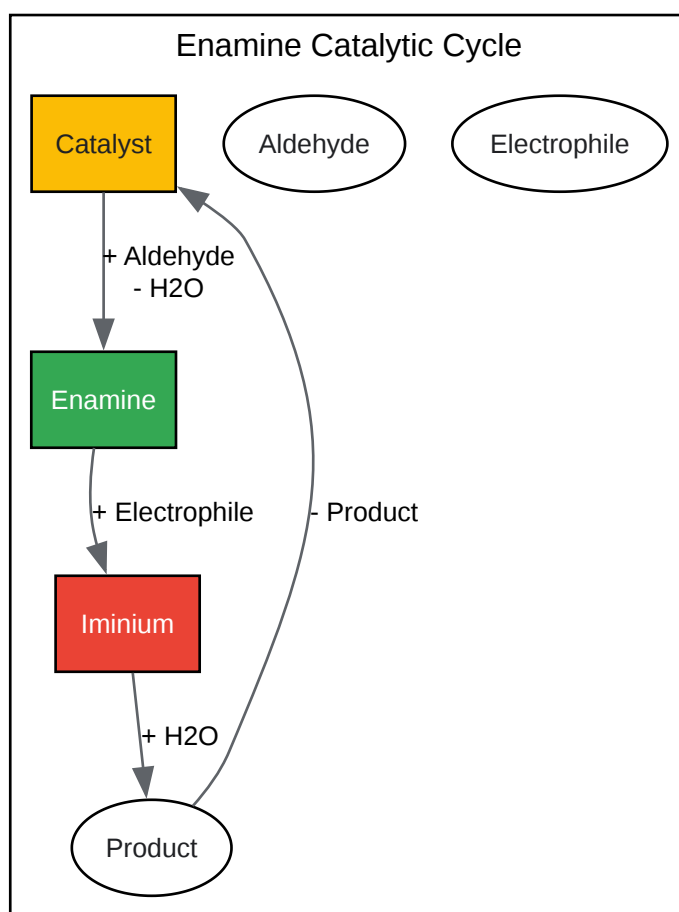 Enamine Catalytic Cycle
Catalyst
Aldehyde
Electrophile
+ Aldehyde
- H2O
Enamine
+ Electrophile
- Product
Iminium
+ H2O
Product